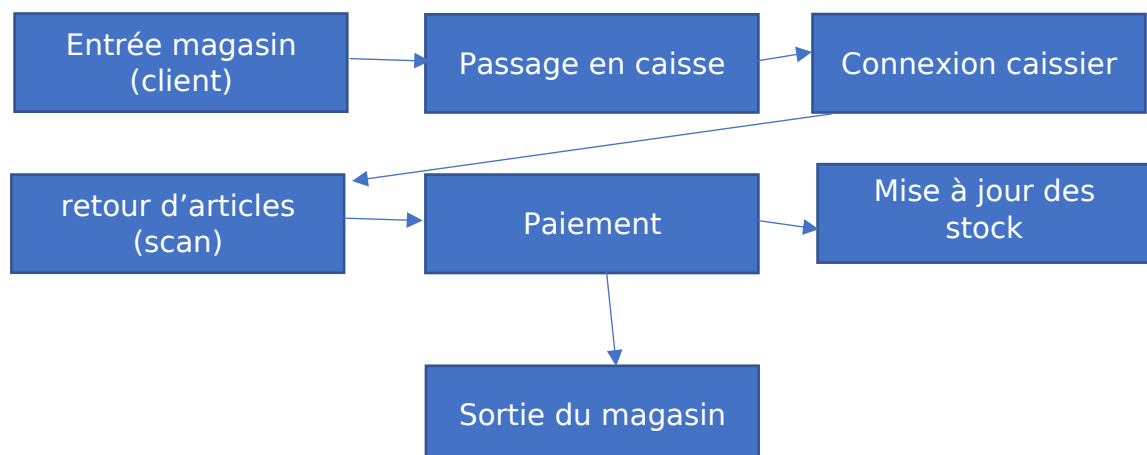 Entrée magasin
(client)
Passage en caisse
Connexion caissier
retour d’articles
(scan)
Paiement
Mise à jour des
stock
Sortie du magasin